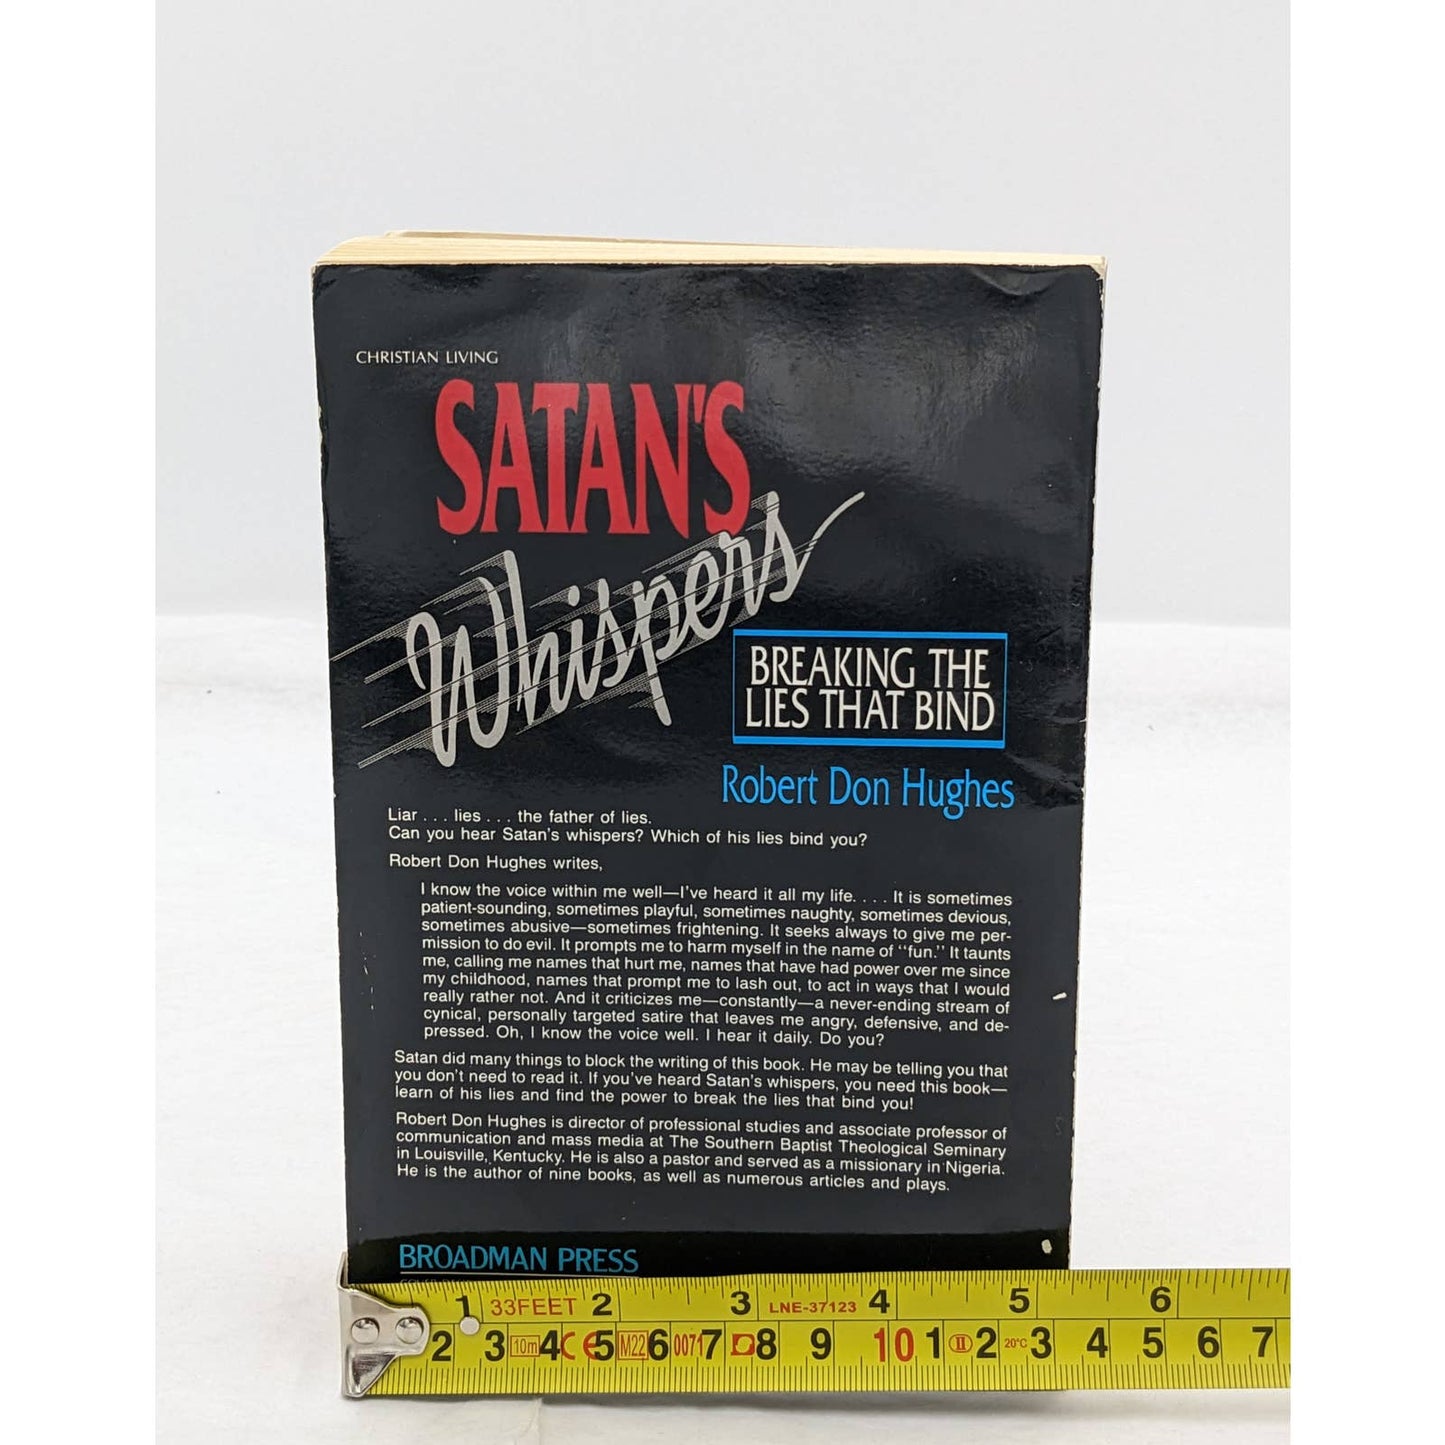 CHRISTIAN LIVING
SATAN'S
Whispers
BREAKING THE
LIES THAT BIND
Robert Don Hughes
Liar . . . lies . . . the father of lies.
Can you hear Satan's whispers? Which of his lies bind you?
Robert Don Hughes writes,
I know the voice within me well—I've heard it all my life. . . . It is sometimes
patient-sounding, sometimes playful, sometimes naughty, sometimes devious,
sometimes abusive—sometimes frightening. It seeks always to give me per-
mission to do evil. It prompts me to harm myself in the name of "fun." It taunts
me, calling me names that hurt me, names that have had power over me since
my childhood, names that prompt me to lash out, to act in ways that I would
really rather not. And it criticizes me—constantly—a never-ending stream of
cynical, personally targeted satire that leaves me angry, defensive, and de-
pressed. Oh, I know the voice well. I hear it daily. Do you?
Satan did many things to block the writing of this book. He may be telling you that
you don't need to read it. If you've heard Satan's whispers, you need this book—
learn of his lies and find the power to break the lies that bind you!
Robert Don Hughes is director of professional studies and associate professor of
communication and mass media at The Southern Baptist Theological Seminary
in Louisville, Kentucky. He is also a pastor and served as a missionary in Nigeria.
He is the author of nine books, as well as numerous articles and plays.
BROADMAN PRESS
1 33FEET 2 3 LNE-37123 4 5 6
2 3 10m 4 CE 5 M22 6 0071 7 8 9 10 1 II 2 20°C 3 4 5 6 7